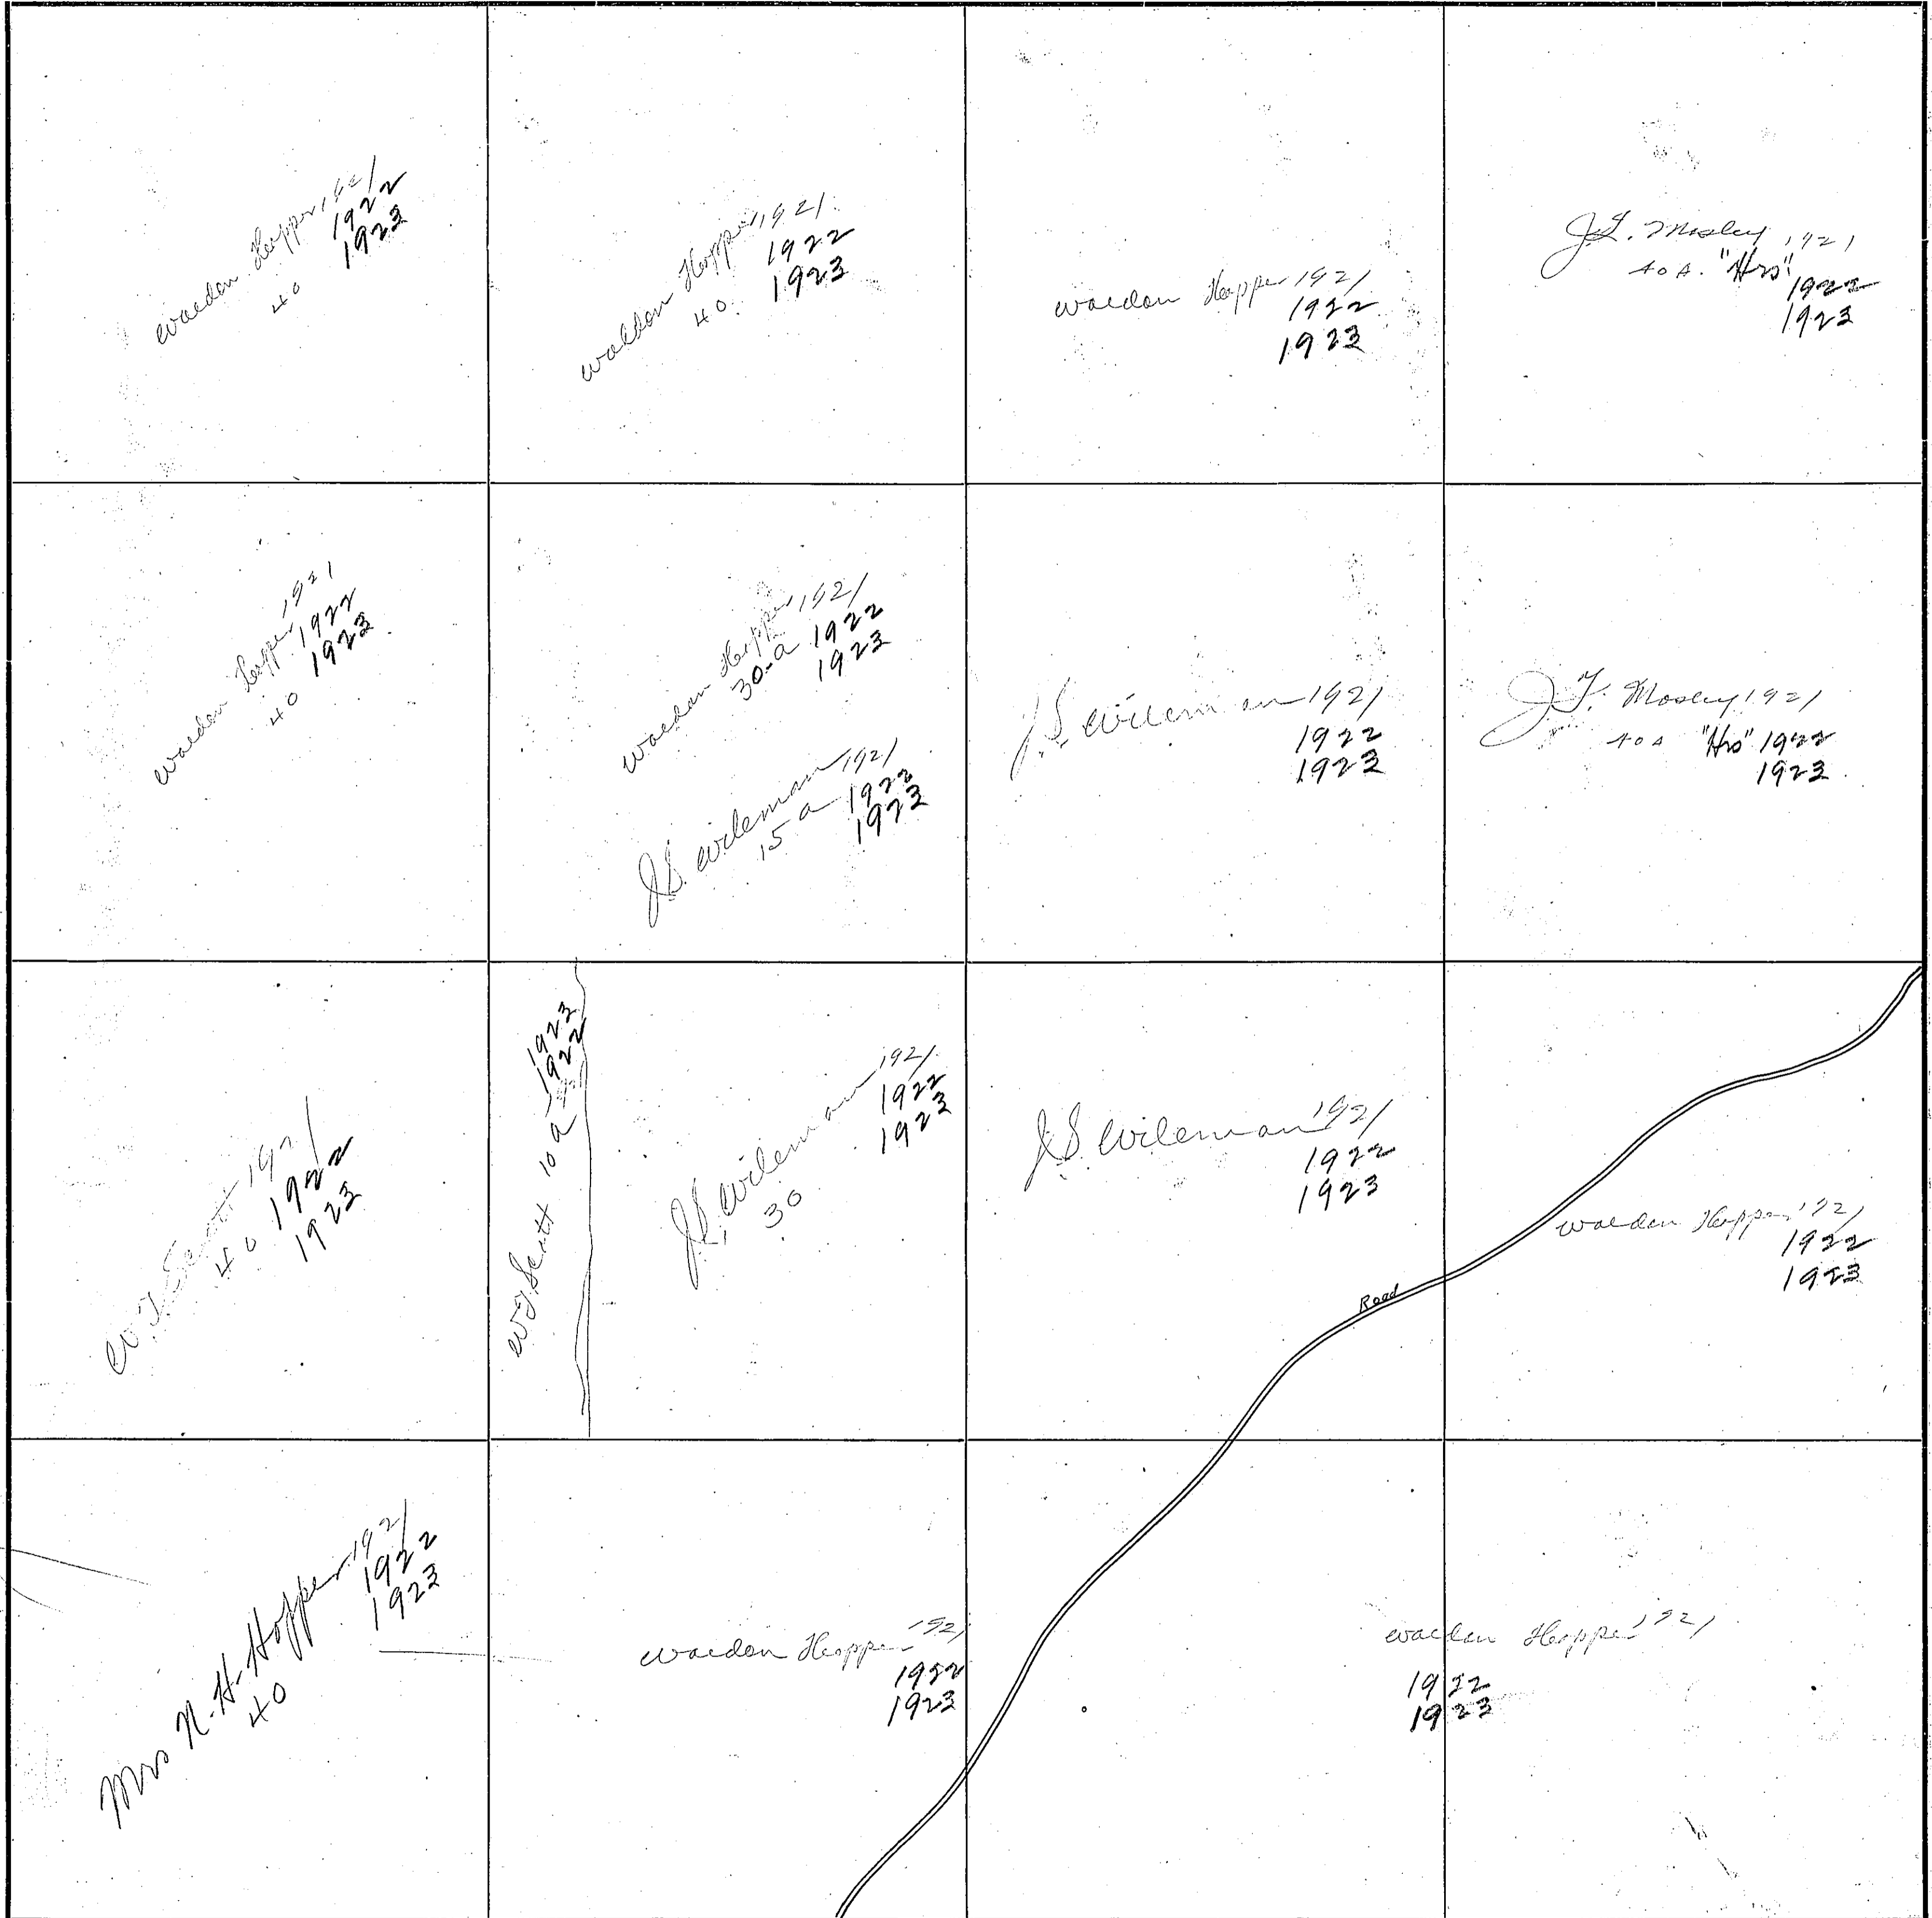 Walden Hopper 1921
1922
1923
40
Walden Hopper 1921
1922
1923
40
Walden Hopper 1921
1922
1923
J.F. Mosley 1921
40 A. "Hrs"
1922
1923
Walden Hopper 1921
1922
1923
40
Walden Hopper 1921
30-a 1922
1923
J.S. Wileman 1921
15 a 1922
1923
J.S. Wileman 1921
1922
1923
J.F. Mosley 1921
40 A "Hrs" 1922
1923
W.T. Scott 1921
40 1922
1923
W.T. Scott 10 a
1922
1923
J.S. Wileman 1921
1922
1923
30
J.S. Wileman 1921
1922
1923
Road
Walden Hopper 1921
1922
1923
Mrs N.H. Hopper 1921
1922
1923
40
Walden Hopper 1921
1922
1923
Walden Hopper 1921
1922
1923